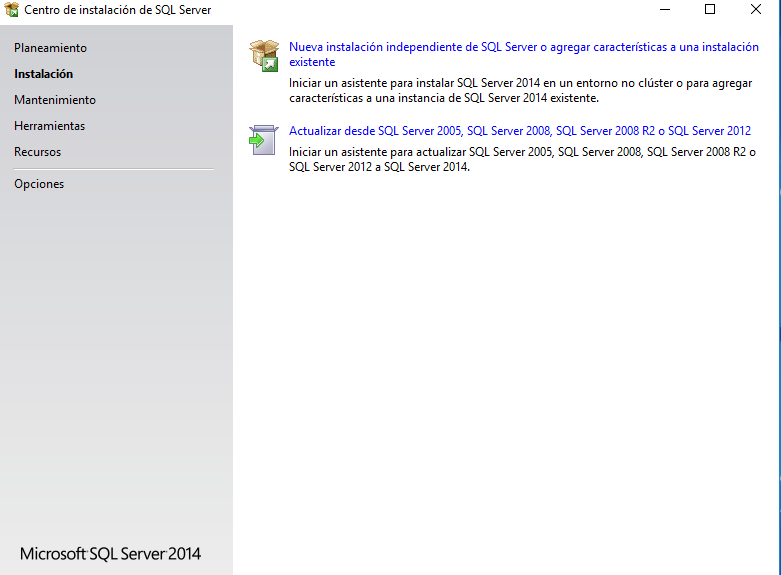 Centro de instalación de SQL Server
Planeamiento
Instalación
Mantenimiento
Herramientas
Recursos
Opciones
Nueva instalación independiente de SQL Server o agregar características a una instalación
existente
Iniciar un asistente para instalar SQL Server 2014 en un entorno no clúster o para agregar
características a una instancia de SQL Server 2014 existente.
Actualizar desde SQL Server 2005, SQL Server 2008, SQL Server 2008 R2 o SQL Server 2012
Iniciar un asistente para actualizar SQL Server 2005, SQL Server 2008, SQL Server 2008 R2 o
SQL Server 2012 a SQL Server 2014.
Microsoft SQL Server 2014